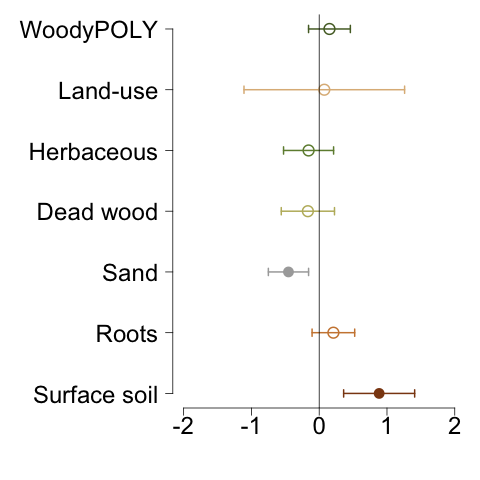 WoodyPOLY
Land-use
Herbaceous
Dead wood
Sand
Roots
Surface soil
-2 -1 0 1 2